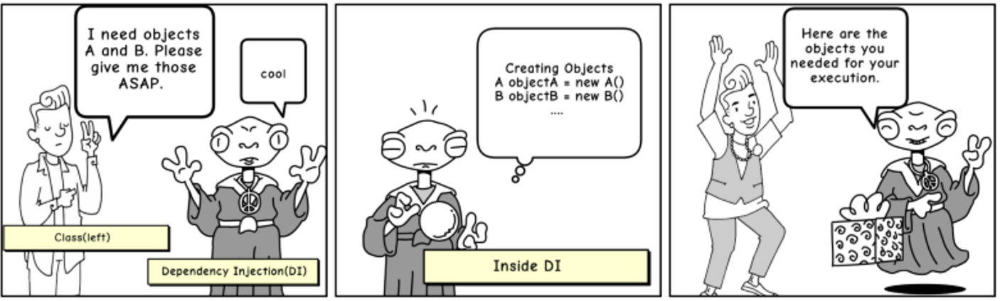 I need objects
A and B. Please
give me those
ASAP.
cool
Class(left)
Dependency Injection(DI)
Creating Objects
A objectA = new A()
B objectB = new B()
....
Inside DI
Here are the
objects you
needed for your
execution.